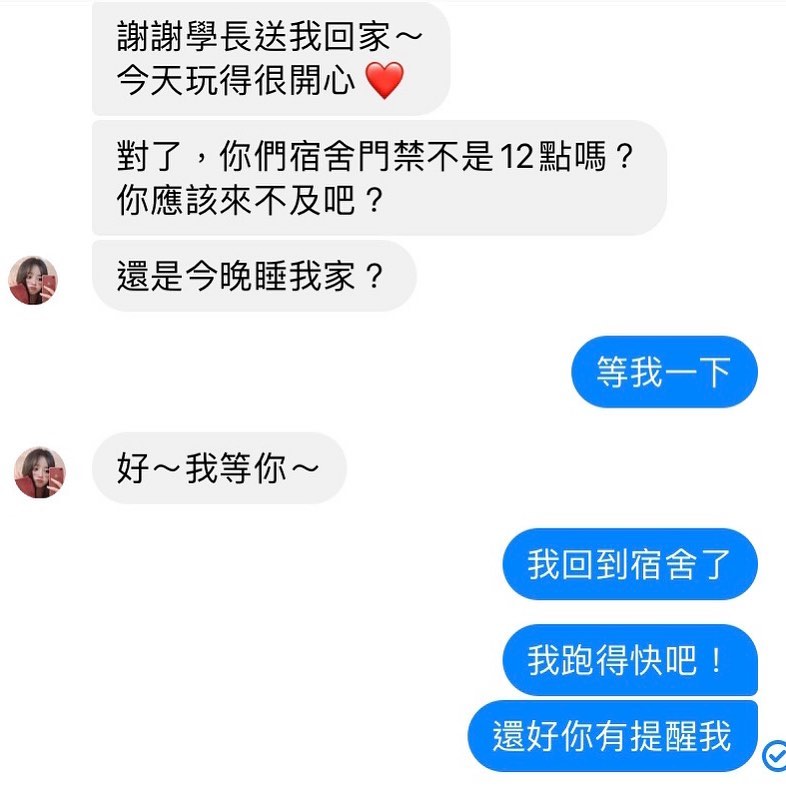 謝謝學長送我回家～
今天玩得很開心❤️
對了，你們宿舍門禁不是12點嗎？
你應該來不及吧？
還是今晚睡我家？
等我一下
好～我等你～
我回到宿舍了
我跑得快吧！
還好你有提醒我